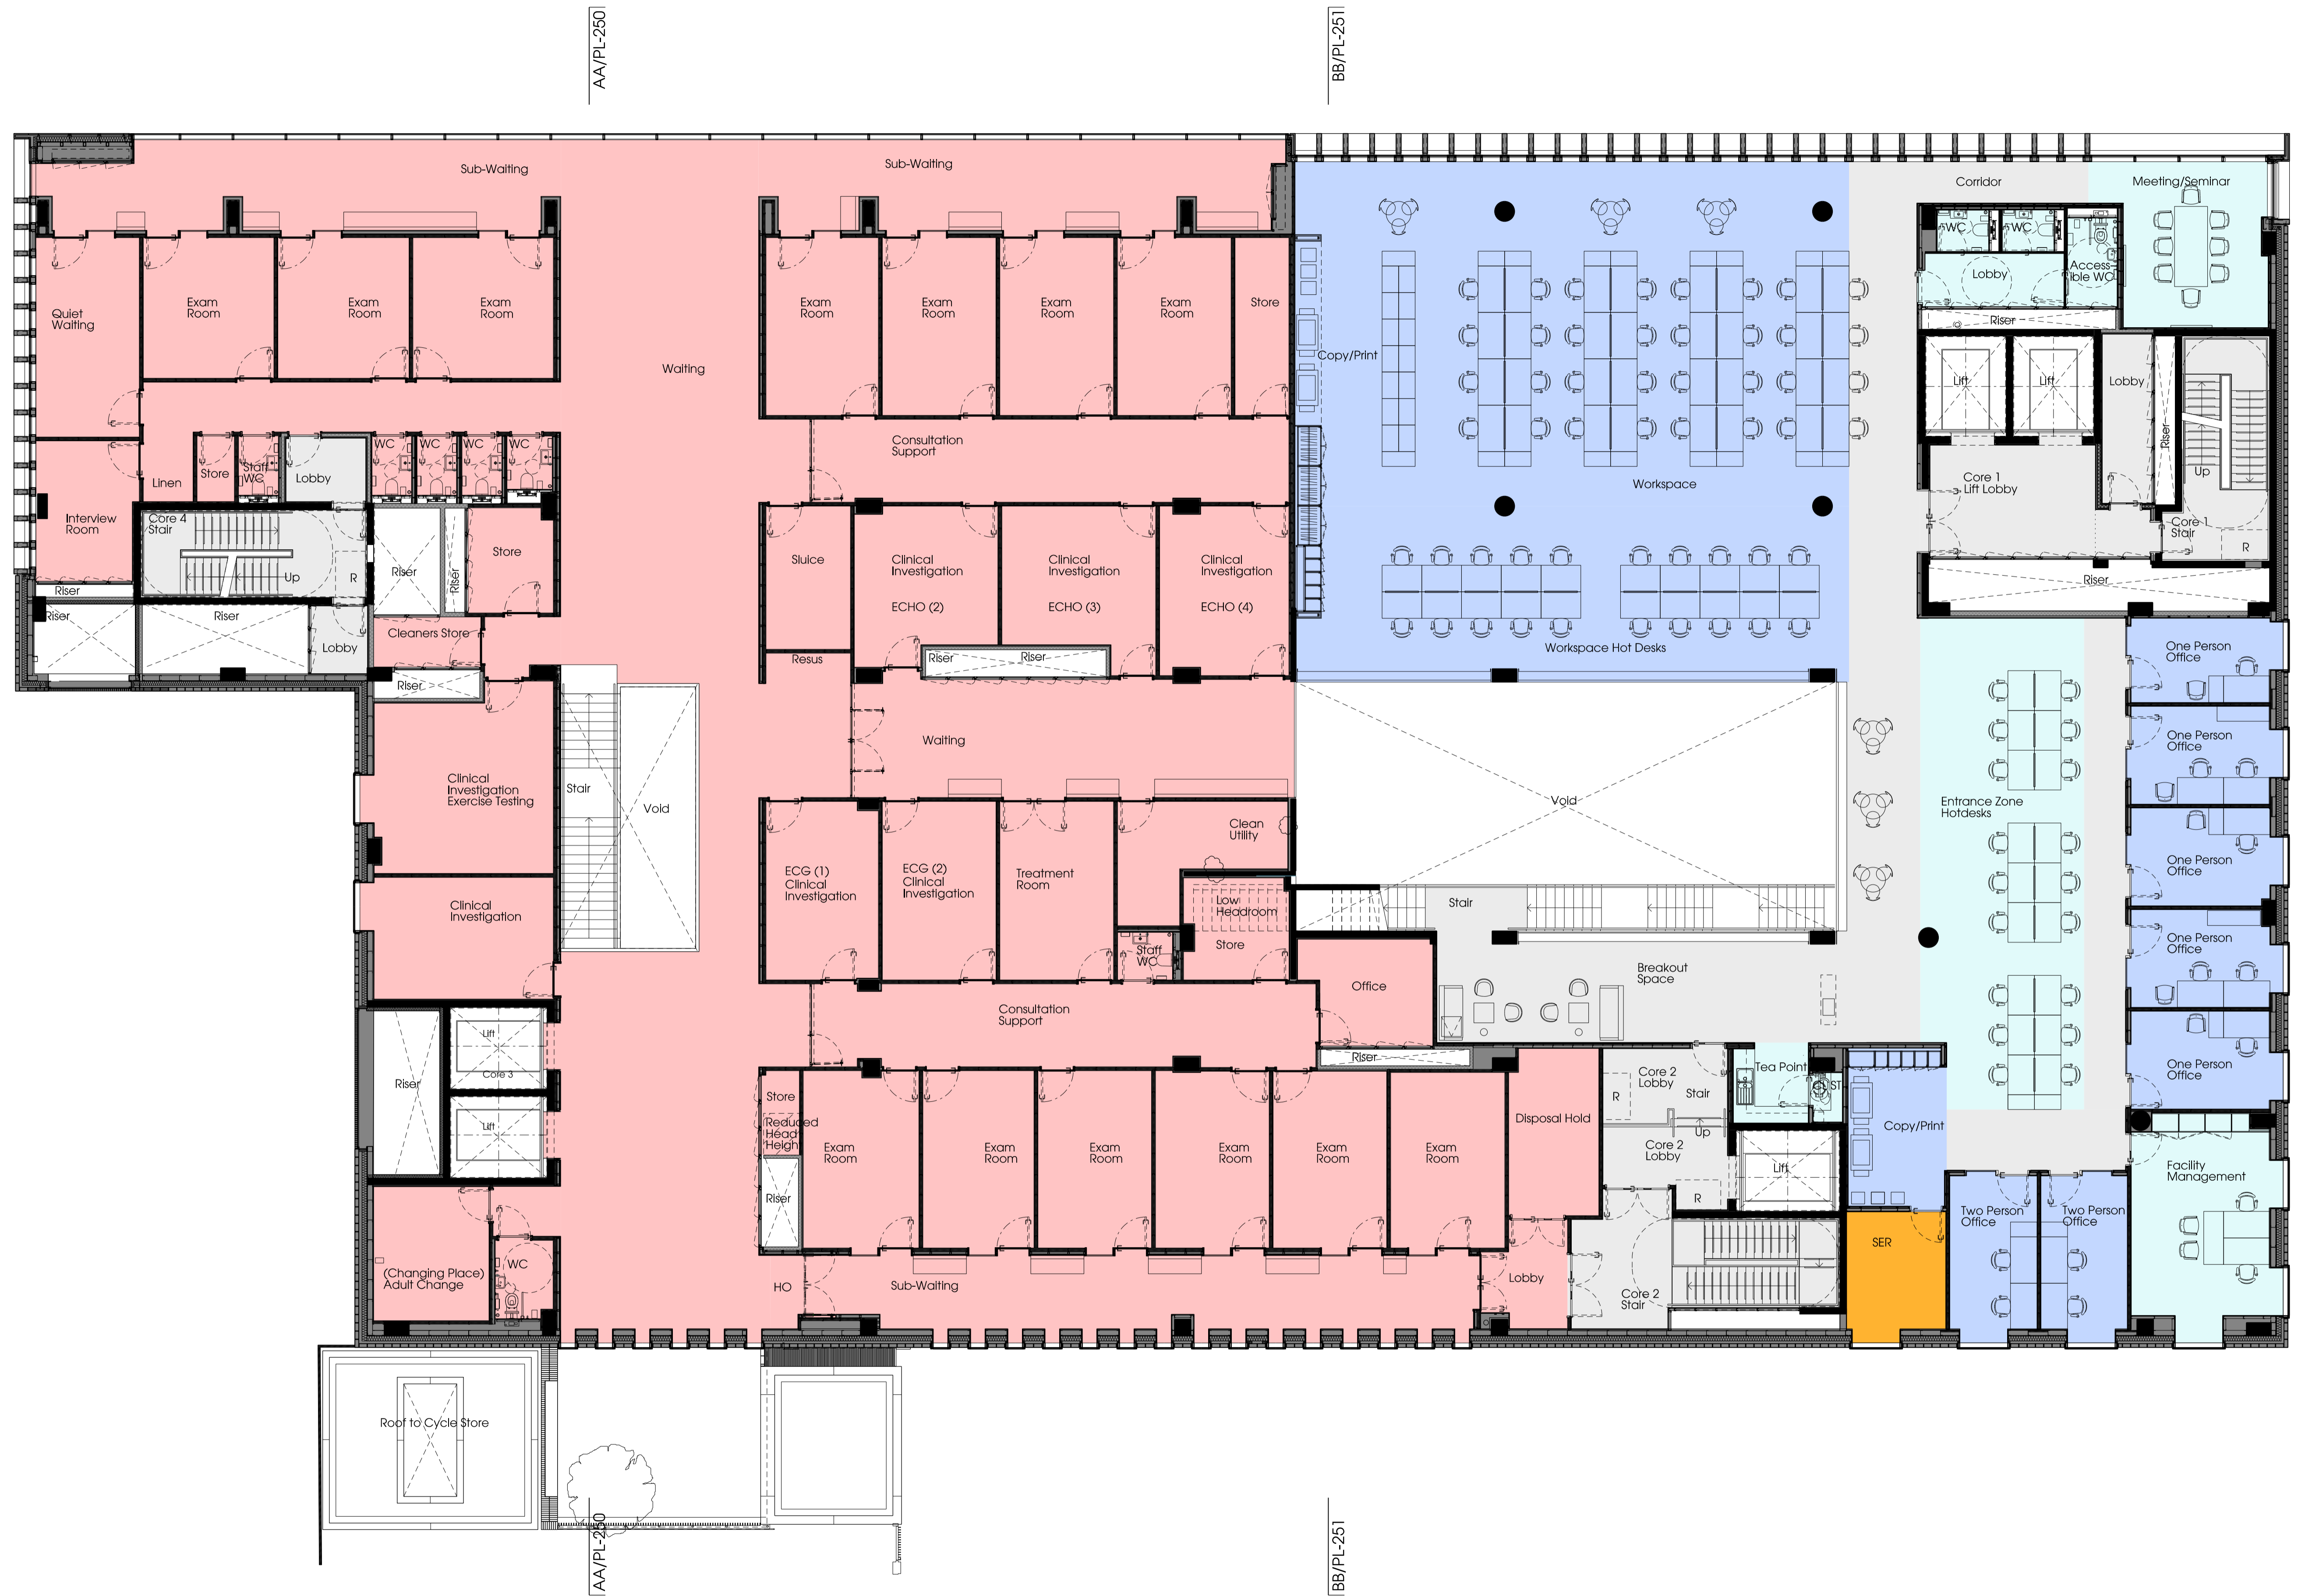 AA/PL-250
BB/PL-251
Sub-Waiting
Sub-Waiting
Corridor
Meeting/Seminar
WC
WC
Access
ible WC
Lobby
Riser
Quiet
Waiting
Exam
Room
Exam
Room
Exam
Room
Waiting
Exam
Room
Exam
Room
Exam
Room
Exam
Room
Store
Copy/Print
Lift
Lift
Lobby
Riser
Up
WC
WC
WC
WC
Consultation
Support
Linen
Store
Staff
WC
Lobby
Workspace
Core 1
Lift Lobby
Core 1
Stair
R
Riser
Interview
Room
Core 4
Stair
Up
R
Riser
Riser
Store
Sluice
Clinical
Investigation
ECHO (2)
Clinical
Investigation
ECHO (3)
Clinical
Investigation
ECHO (4)
Riser
Riser
Riser
Lobby
Cleaners Store
Riser
Resus
Riser
Riser
Workspace Hot Desks
One Person
Office
One Person
Office
Waiting
Clinical
Investigation
Exercise Testing
Stair
Void
Void
Entrance Zone
Hotdesks
Clean
Utility
ECG (1)
Clinical
Investigation
ECG (2)
Clinical
Investigation
Treatment
Room
One Person
Office
Clinical
Investigation
Low
Headroom
Store
Staff
WC
Stair
One Person
Office
Breakout
Space
Office
Consultation
Support
Lift
Core 3
Riser
Riser
Core 2
Lobby
Stair
R
Tea Point
ST
One Person
Office
Store
Reduced
Head
Height
Disposal Hold
Lift
Up
Copy/Print
Exam
Room
Exam
Room
Exam
Room
Exam
Room
Exam
Room
Exam
Room
Core 2
Lobby
Lift
R
Facility
Management
Riser
Two Person
Office
Two Person
Office
SER
(Changing Place)
Adult Change
WC
HO
Sub-Waiting
Lobby
Core 2
Stair
Roof to Cycle Store
AA/PL-250
BB/PL-251